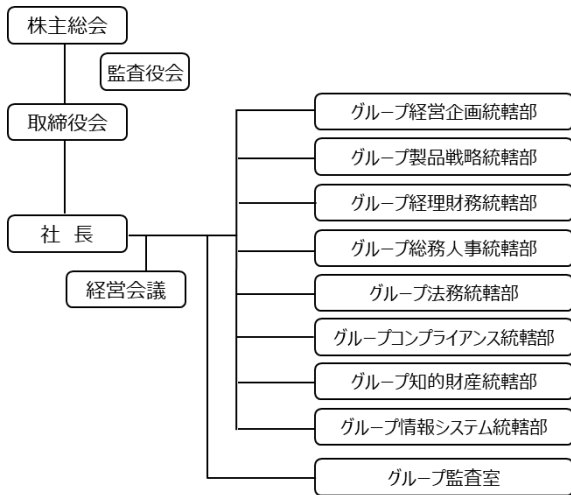 株主総会
監査役会
取締役会
社 長
経営会議
グループ経営企画統轄部
グループ製品戦略統轄部
グループ経理財務統轄部
グループ総務人事統轄部
グループ法務統轄部
グループコンプライアンス統轄部
グループ知的財産統轄部
グループ情報システム統轄部
グループ監査室